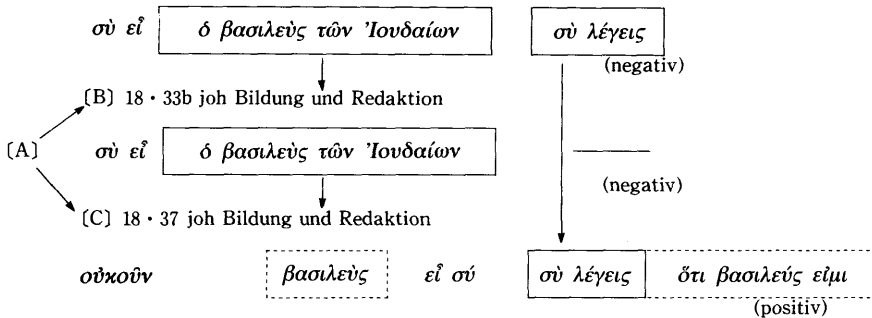 σὺ εἶ ὁ βασιλεὺς τῶν Ἰουδαίων σὺ λέγεις
(negativ)
〔B〕 18・33b joh Bildung und Redaktion
〔A〕 σὺ εἶ ὁ βασιλεὺς τῶν Ἰουδαίων
(negativ)
〔C〕 18・37 joh Bildung und Redaktion
οὐκοῦν βασιλεὺς εἶ σύ σὺ λέγεις ὅτι βασιλεύς εἰμι
(positiv)